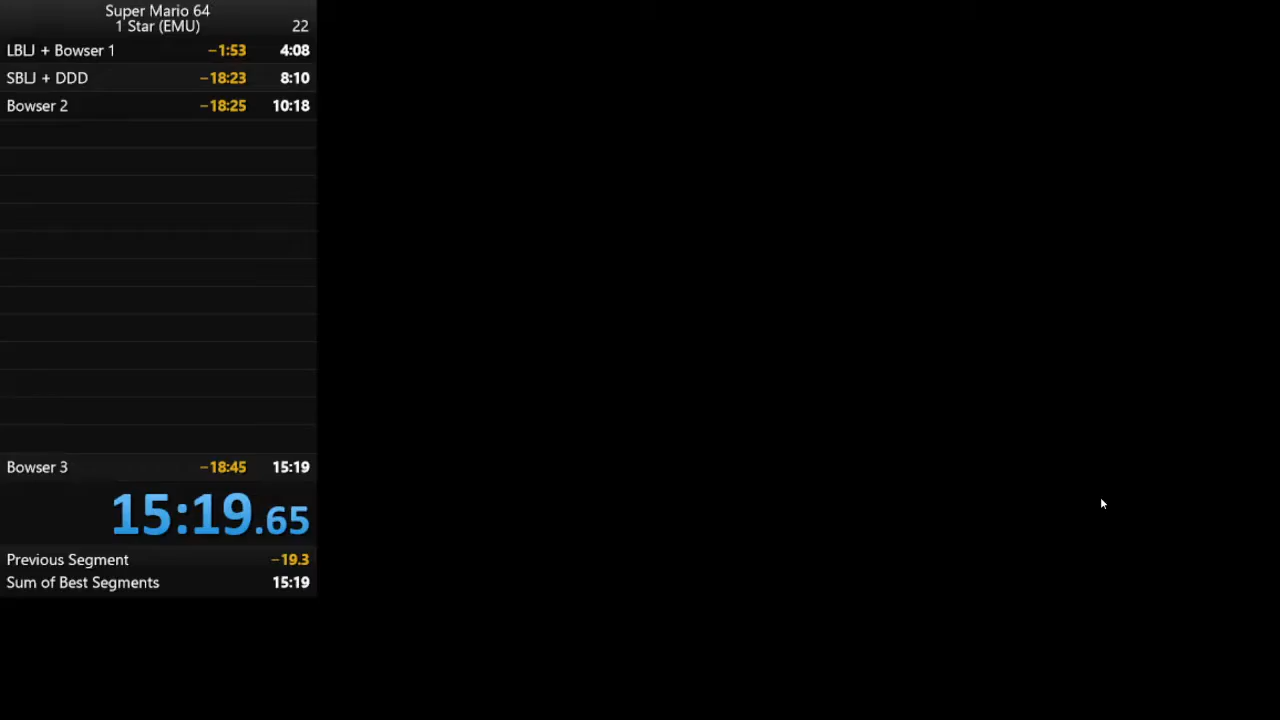 Super Mario 64
1 Star (EMU) 22
LBLJ + Bowser 1 −1:53 4:08
SBLJ + DDD −18:23 8:10
Bowser 2 −18:25 10:18
Bowser 3 −18:45 15:19
15:19.65
Previous Segment −19.3
Sum of Best Segments 15:19